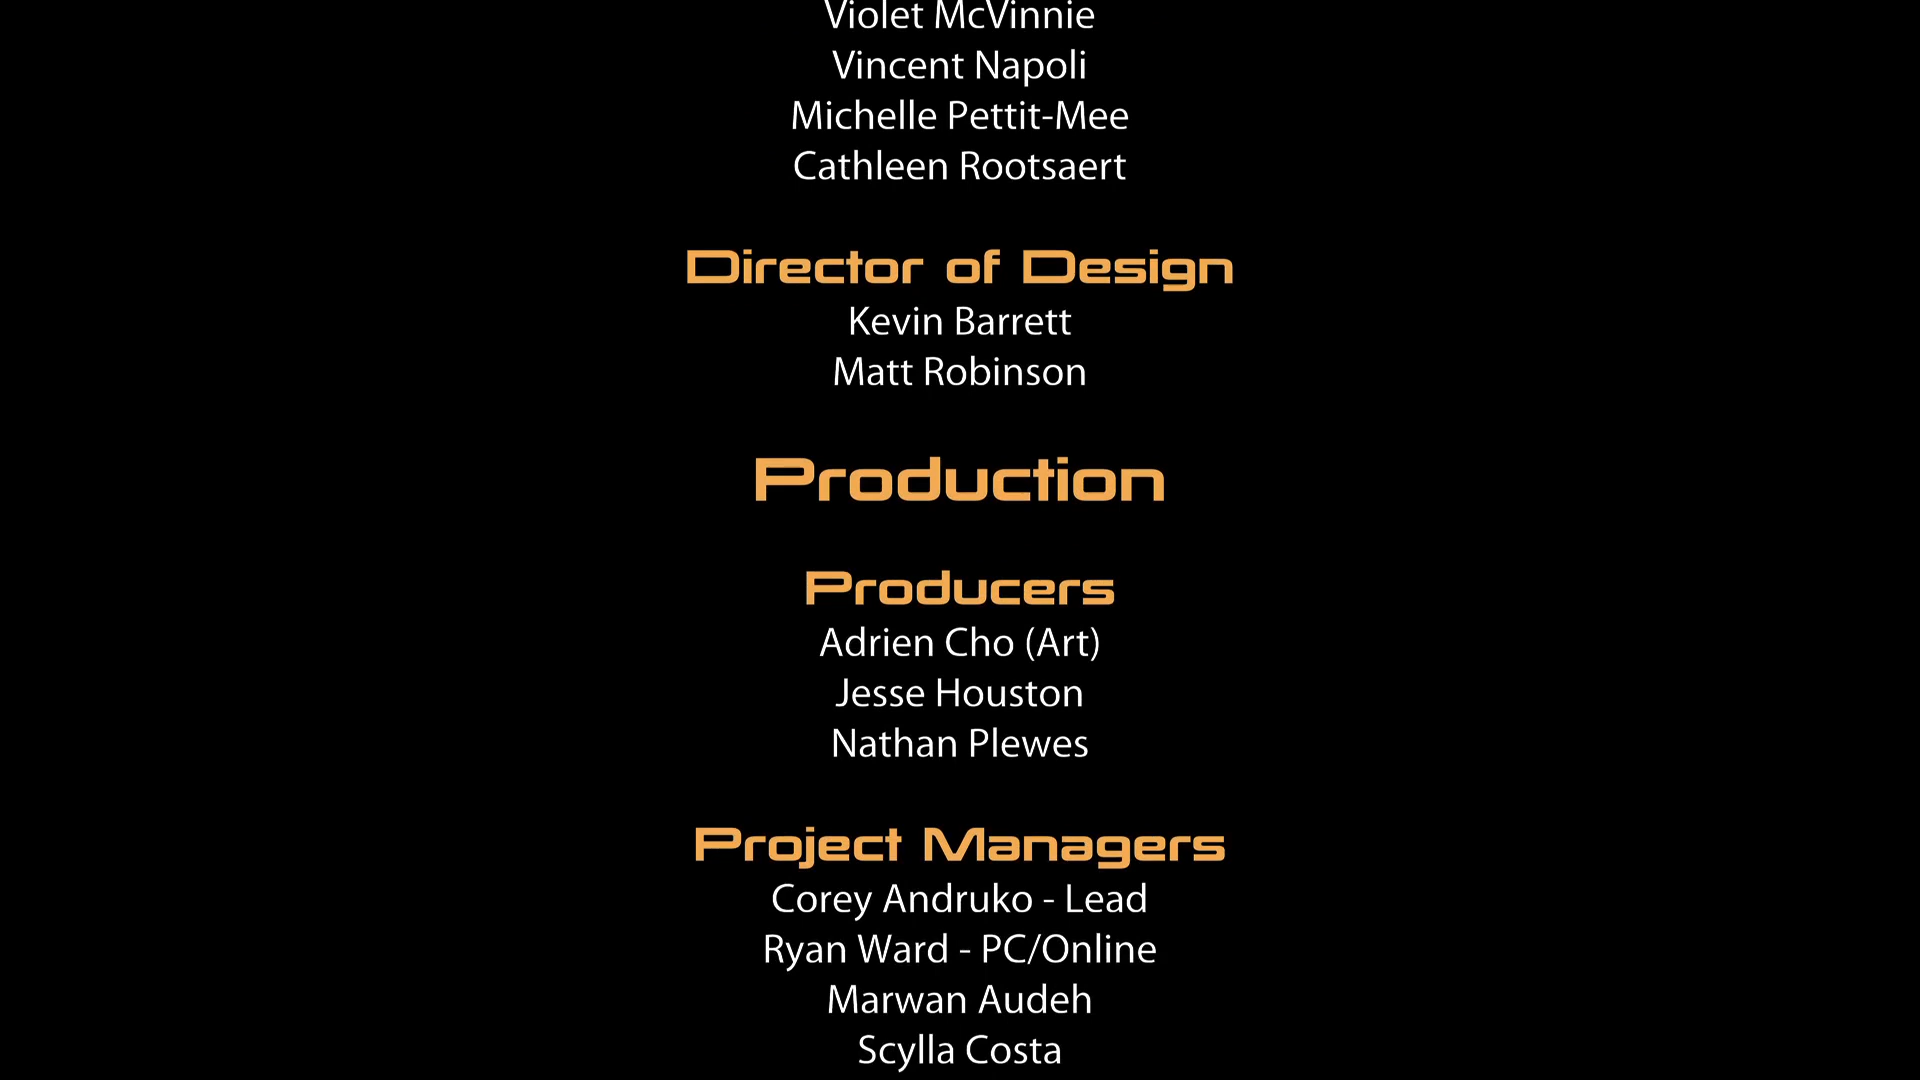 Violet McVinnie
Vincent Napoli
Michelle Pettit-Mee
Cathleen Rootsaert
Director of Design
Kevin Barrett
Matt Robinson
Production
Producers
Adrien Cho (Art)
Jesse Houston
Nathan Plewes
Project Managers
Corey Andruko - Lead
Ryan Ward - PC/Online
Marwan Audeh
Scylla Costa